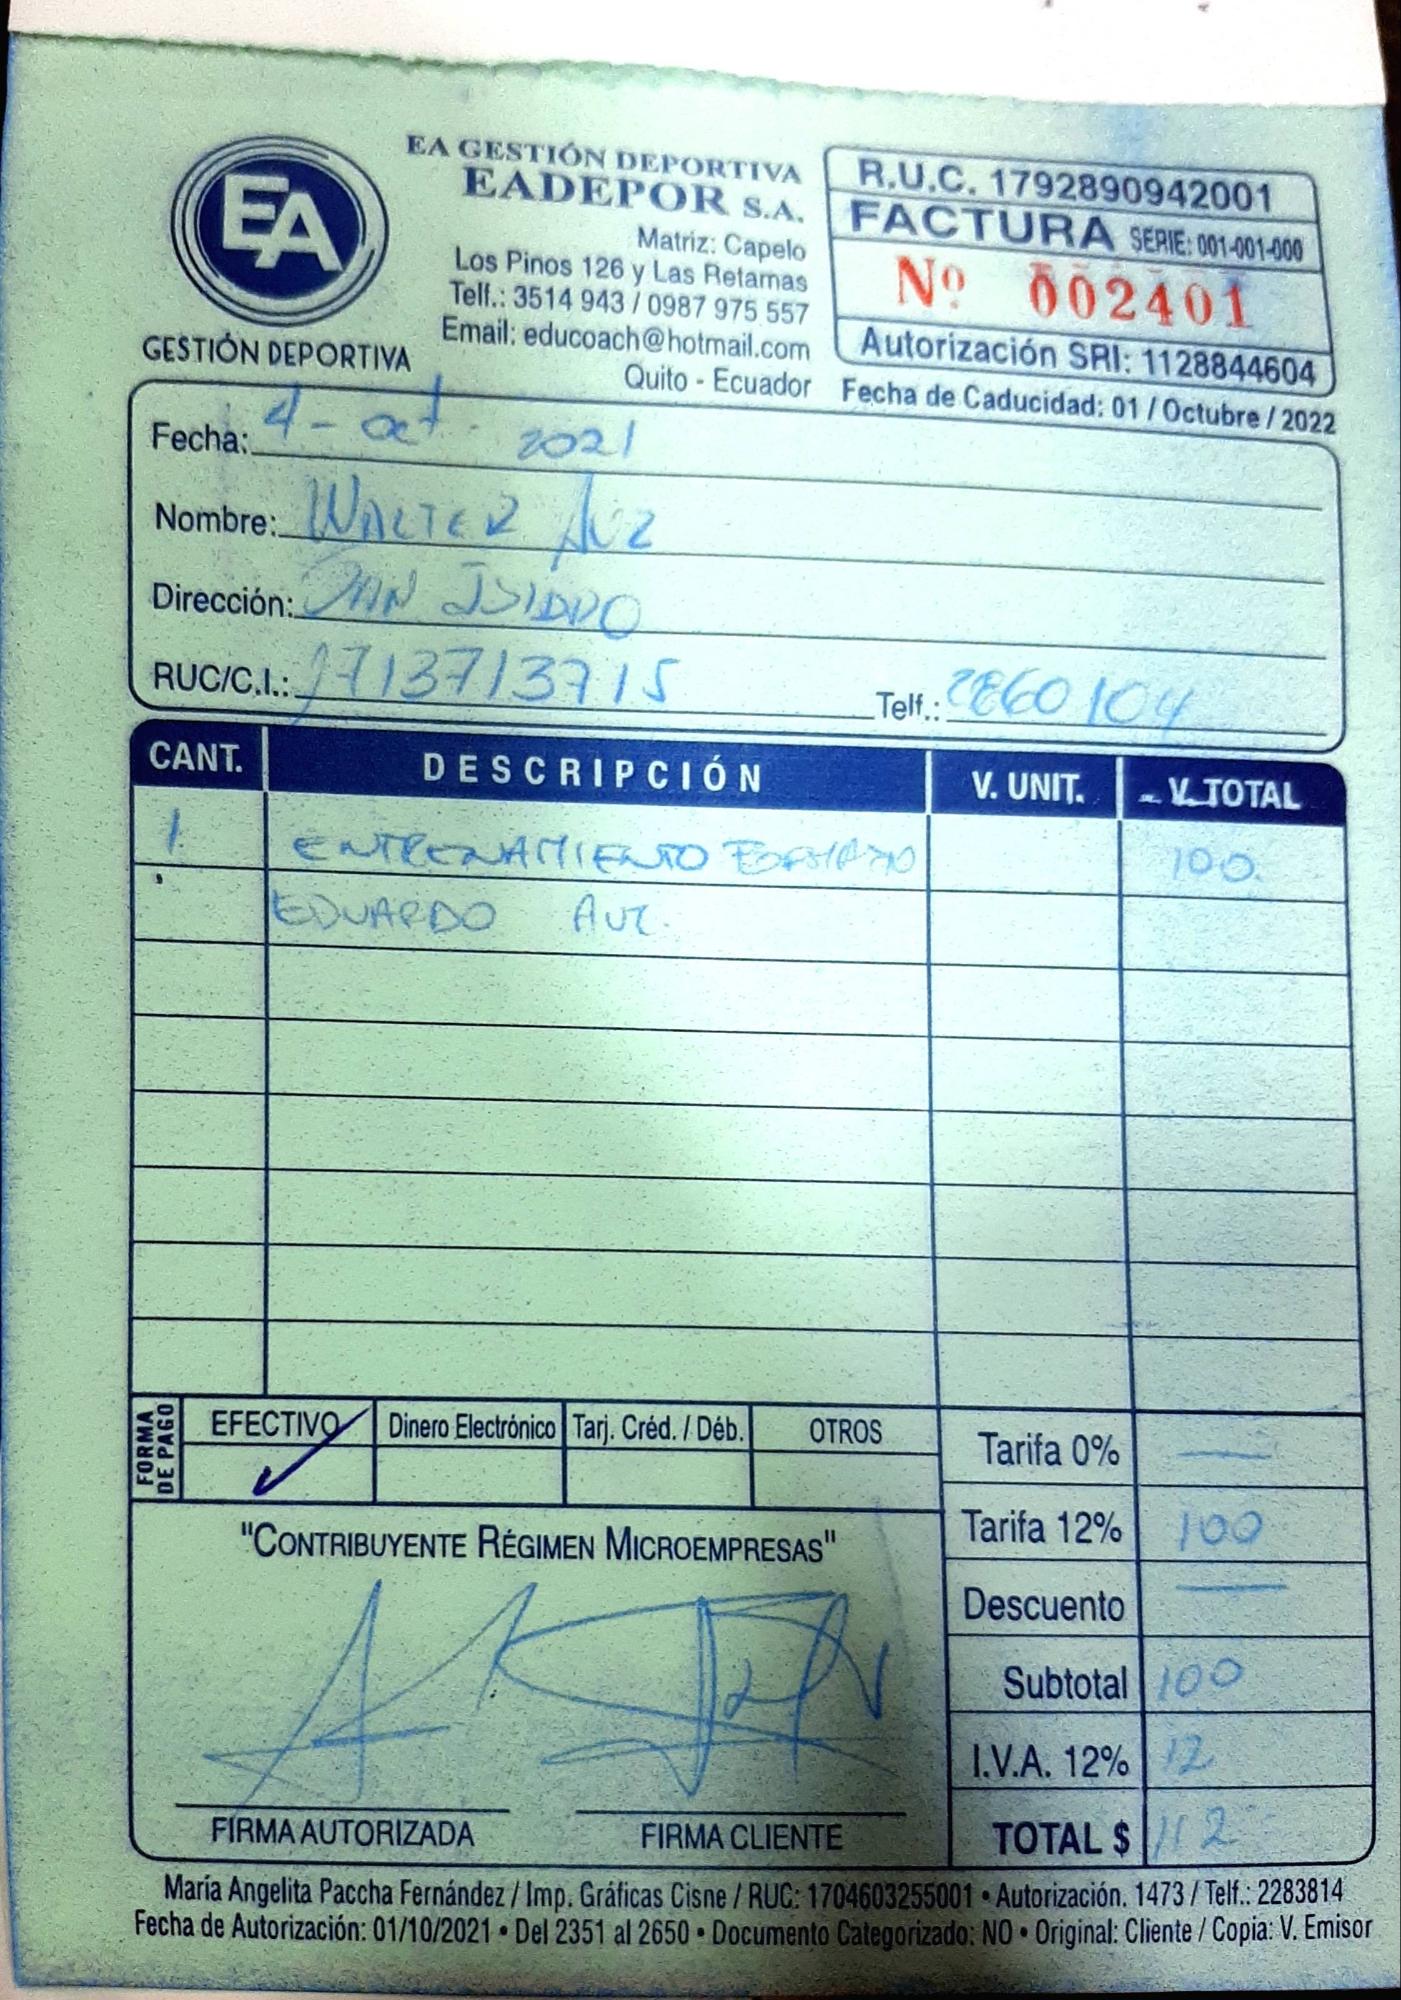 EA
GESTIÓN DEPORTIVA
EA GESTIÓN DEPORTIVA
EADEPOR S.A.
Matriz: Capelo
Los Pinos 126 y Las Retamas
Telf.: 3514 943 / 0987 975 557
Email: educoach@hotmail.com
Quito - Ecuador
R.U.C. 1792890942001
FACTURA SERIE: 001-001-000
Nº 002401
Autorización SRI: 1128844604
Fecha de Caducidad: 01 / Octubre / 2022
Fecha: 4 - oct - 2021
Nombre: WALTER AUZ
Dirección: SAN ISIDRO
RUC/C.I.: 1713713715 Telf.: 2860104
CANT. DESCRIPCIÓN V. UNIT. V. TOTAL
1 ENTRENAMIENTO 100.
EDUARDO AUZ.
FORMA DE PAGO
EFECTIVO Dinero Electrónico Tarj. Créd. / Déb. OTROS
Tarifa 0% —
Tarifa 12% 100
Descuento —
Subtotal 100
I.V.A. 12% 12
TOTAL $ 112
"CONTRIBUYENTE RÉGIMEN MICROEMPRESAS"
FIRMA AUTORIZADA FIRMA CLIENTE
María Angelita Paccha Fernández / Imp. Gráficas Cisne / RUC: 1704603255001 • Autorización. 1473 / Telf.: 2283814
Fecha de Autorización: 01/10/2021 • Del 2351 al 2650 • Documento Categorizado: NO • Original: Cliente / Copia: V. Emisor